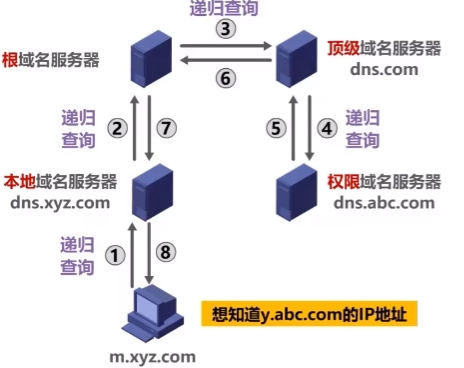 递归查询
③
根域名服务器
顶级域名服务器
dns.com
⑥
递归
查询
②
⑦
⑤
④
递归
查询
本地域名服务器
dns.xyz.com
权限域名服务器
dns.abc.com
递归
查询
①
⑧
想知道y.abc.com的IP地址
m.xyz.com